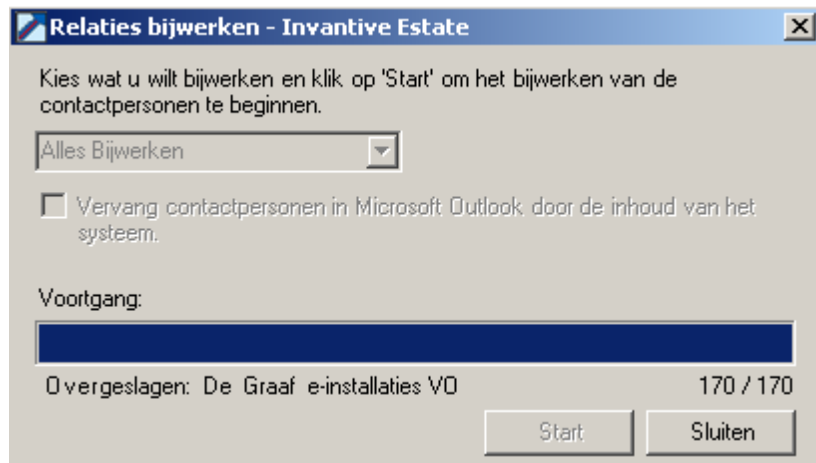 Relaties bijwerken - Invantive Estate
Kies wat u wilt bijwerken en klik op 'Start' om het bijwerken van de
contactpersonen te beginnen.
Alles Bijwerken
Vervang contactpersonen in Microsoft Outlook door de inhoud van het
systeem.
Voortgang:
Overgeslagen: De Graaf e-installaties VO 170 / 170
Start Sluiten